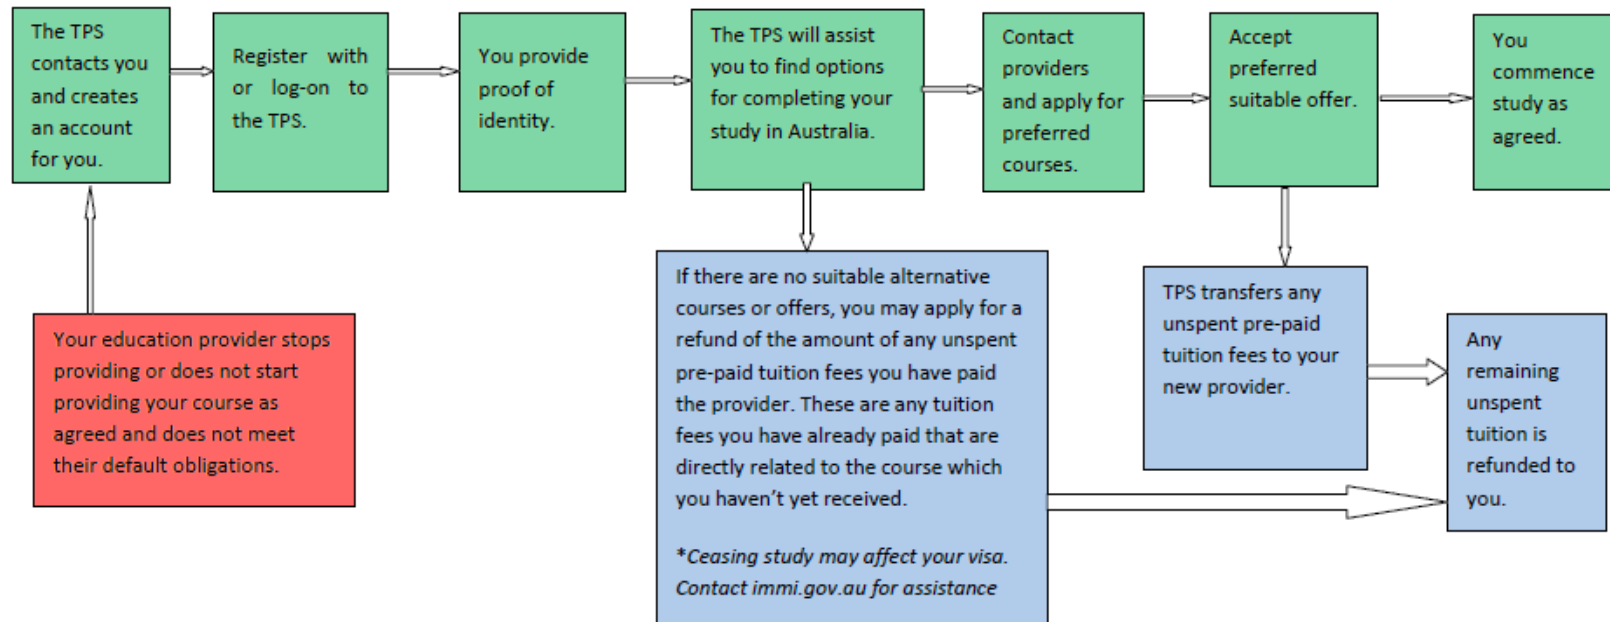 The TPS
contacts you
and creates
an account
for you.
Register with
or log-on to
the TPS.
You provide
proof of
identity.
The TPS will assist
you to find options
for completing your
study in Australia.
Contact
providers
and apply for
preferred
courses.
Accept
preferred
suitable offer.
You
commence
study as
agreed.
Your education provider stops
providing or does not start
providing your course as
agreed and does not meet
their default obligations.
If there are no suitable alternative
courses or offers, you may apply for a
refund of the amount of any unspent
pre-paid tuition fees you have paid
the provider. These are any tuition
fees you have already paid that are
directly related to the course which
you haven’t yet received.
*Ceasing study may affect your visa.
Contact immi.gov.au for assistance
TPS transfers any
unspent pre-paid
tuition fees to your
new provider.
Any
remaining
unspent
tuition is
refunded to
you.